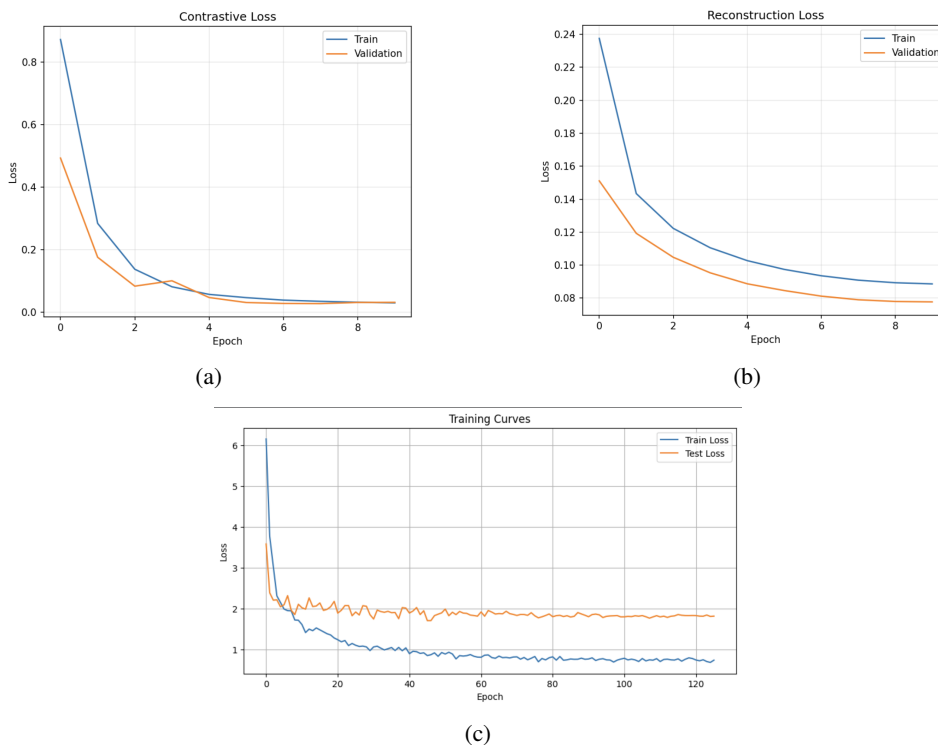 Contrastive Loss
Train
Validation
Loss
0.8
0.6
0.4
0.2
0.0
0 2 4 6 8
Epoch
(a)
Reconstruction Loss
Train
Validation
Loss
0.24
0.22
0.20
0.18
0.16
0.14
0.12
0.10
0.08
0 2 4 6 8
Epoch
(b)
Training Curves
Train Loss
Test Loss
Loss
6
5
4
3
2
1
0 20 40 60 80 100 120
Epoch
(c)